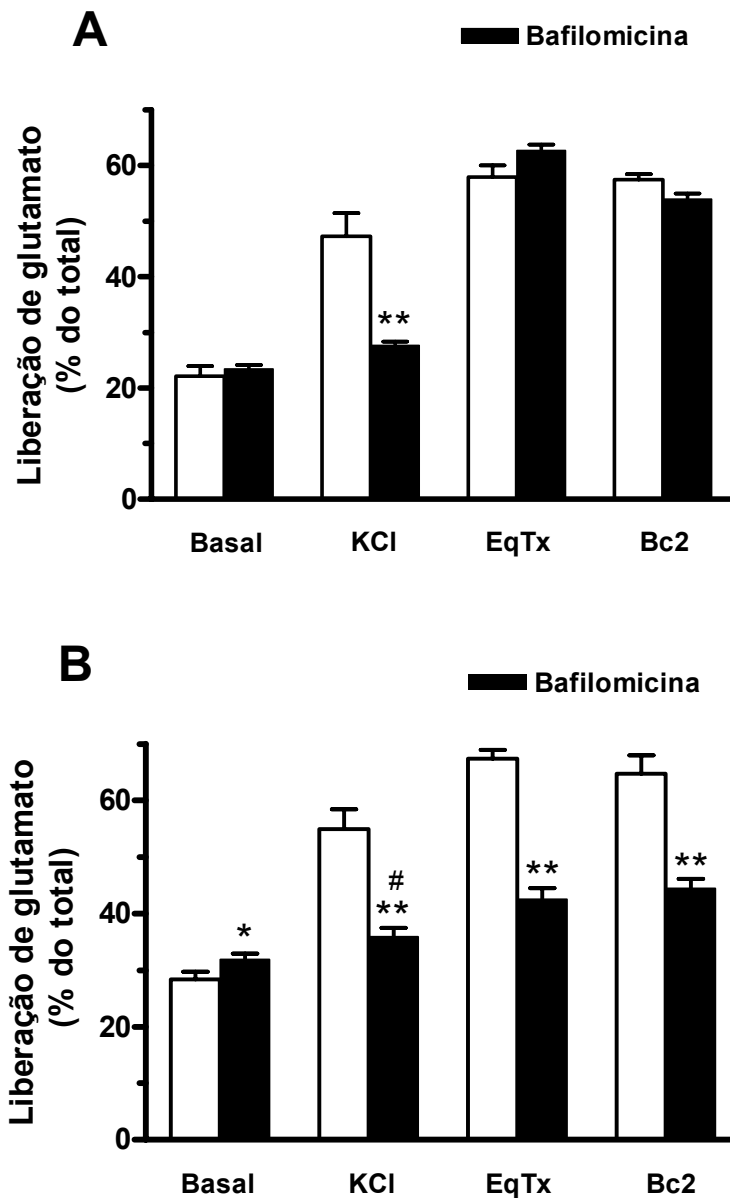 A
Bafilomicina
Liberação de glutamato
(% do total)
60
40
20
0
**
Basal KCl EqTx Bc2
B
Bafilomicina
Liberação de glutamato
(% do total)
60
40
20
0
*
#
**
**
**
Basal KCl EqTx Bc2